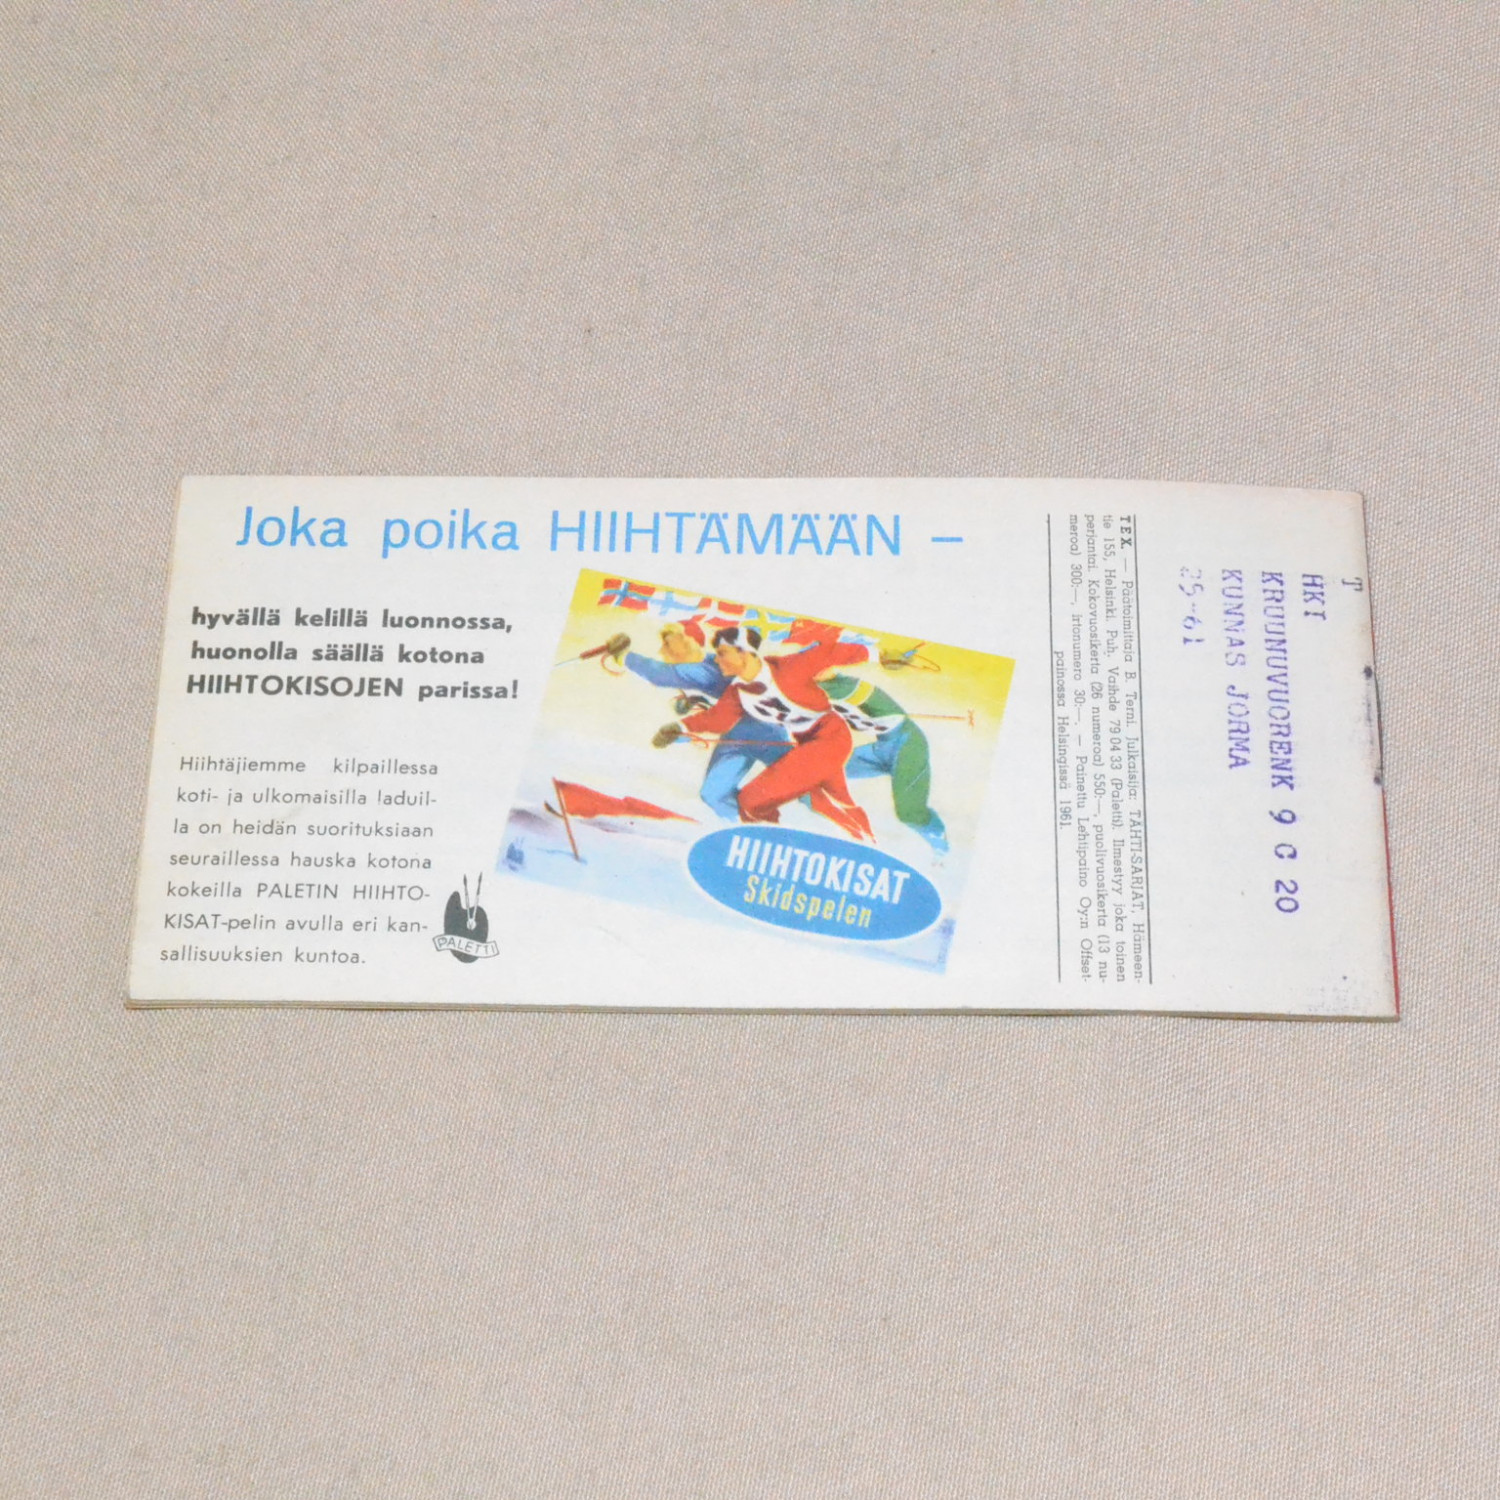 Joka poika HIIHTÄMÄÄN –
hyvällä kelillä luonnossa,
huonolla säällä kotona
HIIHTOKISOJEN parissa!
Hiihtäjiemme kilpaillessa
koti- ja ulkomaisilla laduil-
la on heidän suorituksiaan
seuraillessa hauska kotona
kokeilla PALETIN HIIHTO-
KISAT-pelin avulla eri kan-
sallisuuksien kuntoa.
PALETTI
HIIHTOKISAT
Skidspelen
TEX. — Päätoimittaja B. Terni. Julkaisija: TÄHTI-SARJAT, Hämeen-
tie 155, Helsinki. Puh. Vaihde 79 04 33 (Paletti). Ilmestyy joka toinen
perjantai. Kokovuosikerta (26 numeroa) 550:—, puolivuosikerta (13 nu-
meroa) 300:—, irtonumero 30:—. — Painettu Lehtipaino Oy:n Offset-
painossa Helsingissä 1961.
T
HKI
KRUUNUVUORENK 9 C 20
KUNNAS JORMA
25-61